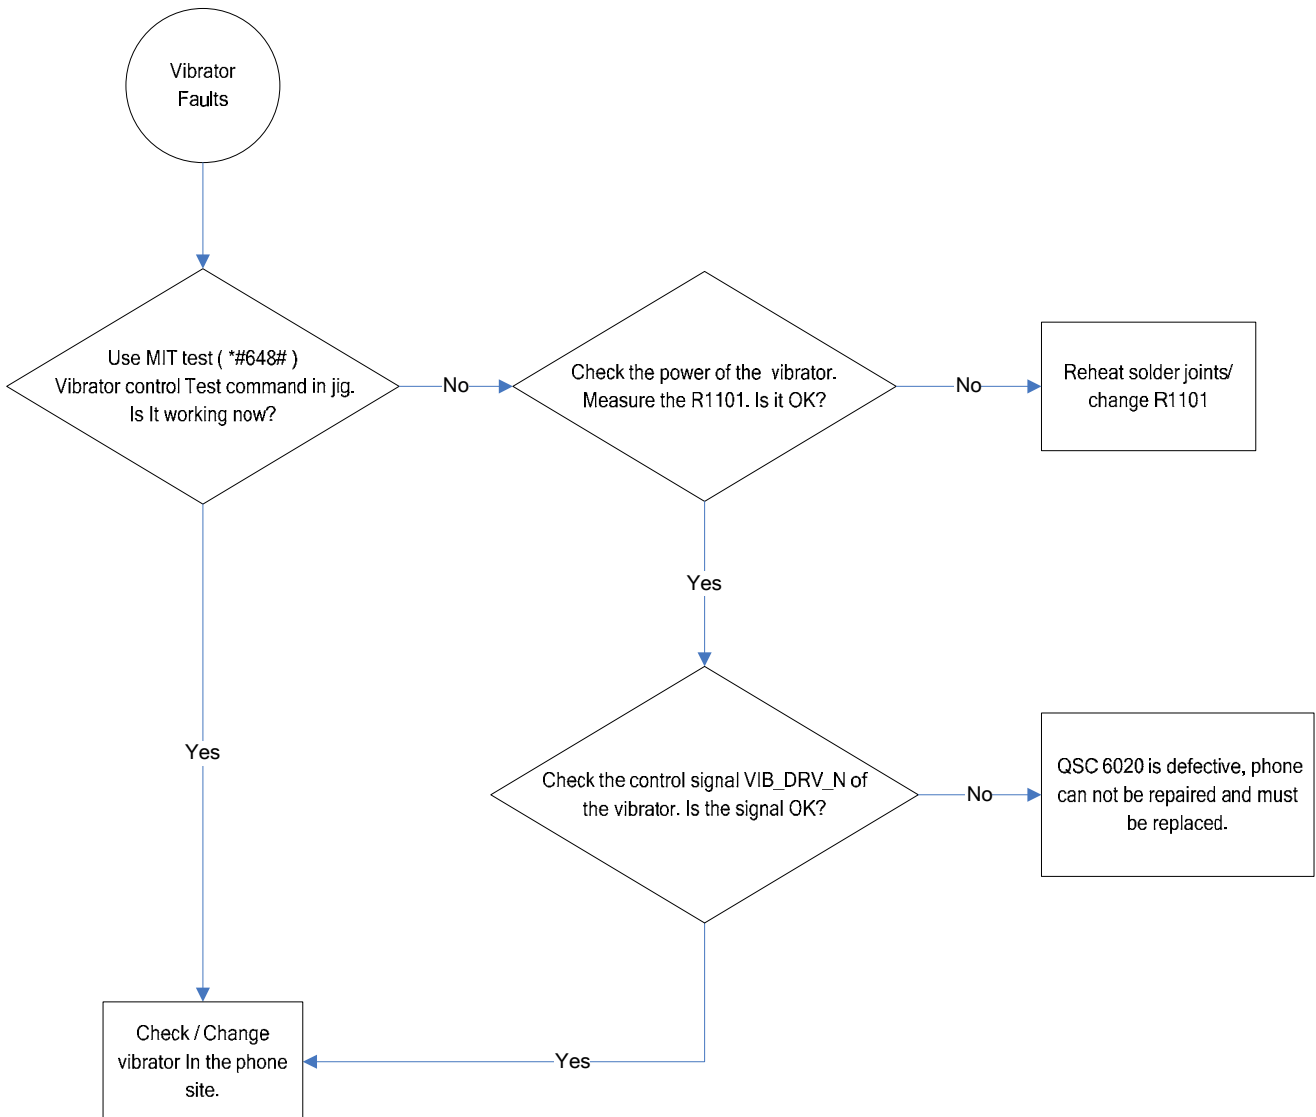 Vibrator
Faults
Use MIT test ( *#648# )
Vibrator control Test command in jig.
Is It working now?
No
Check the power of the vibrator.
Measure the R1101. Is it OK?
No
Reheat solder joints/
change R1101
Yes
Yes
Check the control signal VIB_DRV_N of
the vibrator. Is the signal OK?
No
QSC 6020 is defective, phone
can not be repaired and must
be replaced.
Check / Change
vibrator In the phone
site.
Yes